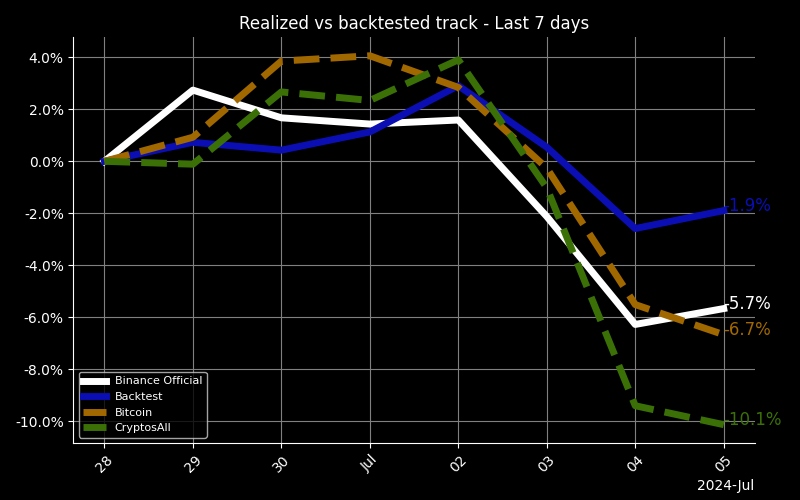 Realized vs backtested track - Last 7 days
4.0%
2.0%
0.0%
-2.0%
-4.0%
-6.0%
-8.0%
-10.0%
-1.9%
-5.7%
-6.7%
-10.1%
Binance Official
Backtest
Bitcoin
CryptosAll
28 29 30 Jul 02 03 04 05
2024-Jul